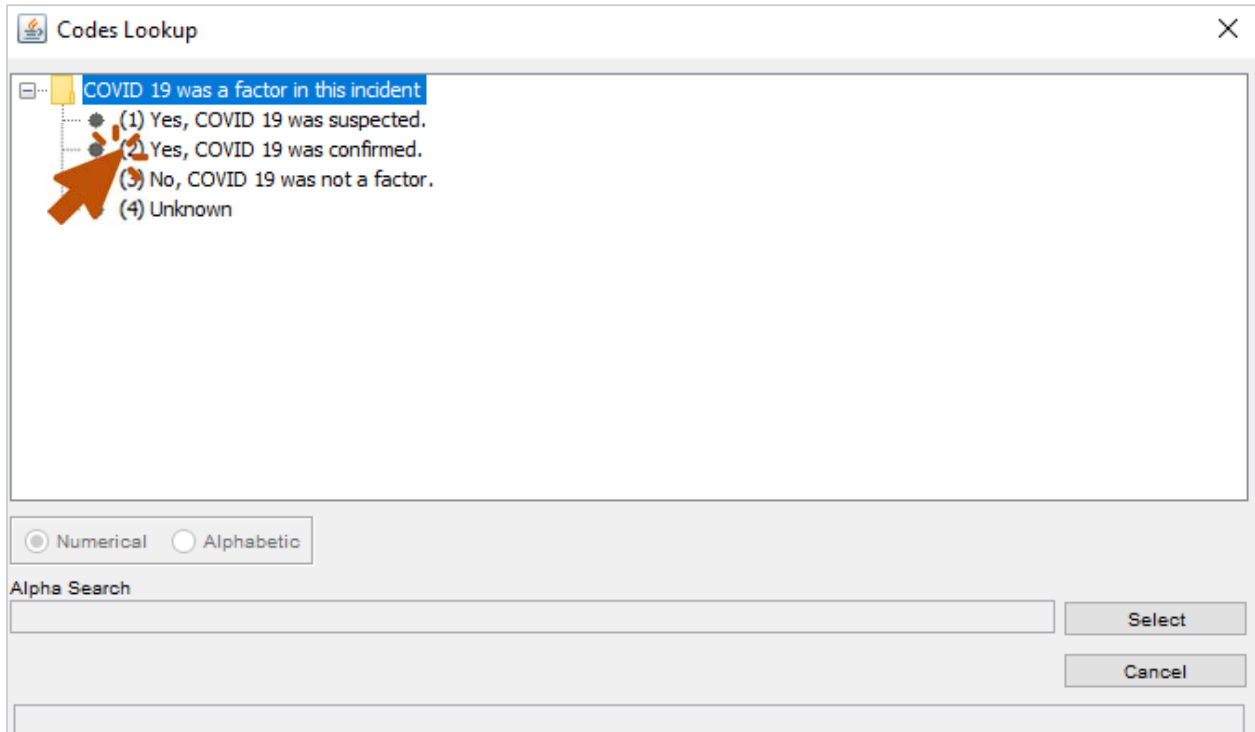 Codes Lookup
COVID 19 was a factor in this incident
(1) Yes, COVID 19 was suspected.
(2) Yes, COVID 19 was confirmed.
(3) No, COVID 19 was not a factor.
(4) Unknown
Numerical Alphabetic
Alpha Search
Select
Cancel